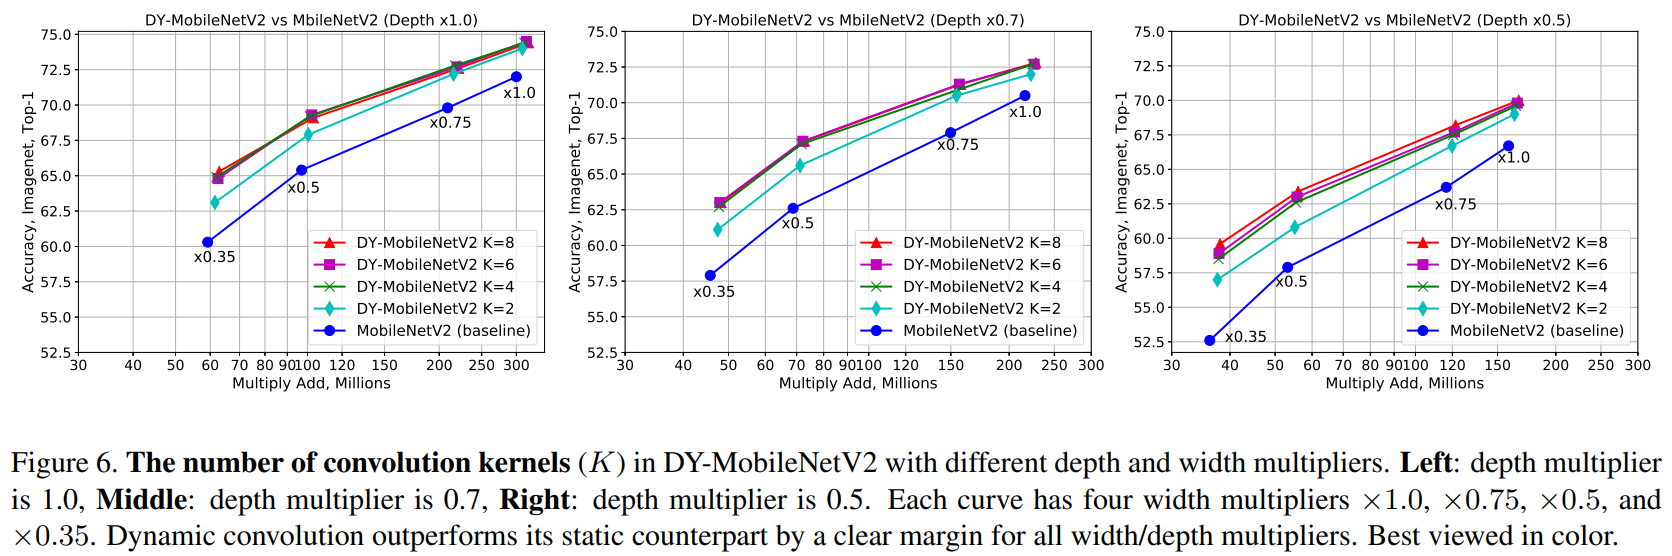 DY-MobileNetV2 vs MbileNetV2 (Depth x1.0)
Accuracy, Imagenet, Top-1
75.0
72.5
70.0
67.5
65.0
62.5
60.0
57.5
55.0
52.5
x1.0
x0.75
x0.5
x0.35
DY-MobileNetV2 K=8
DY-MobileNetV2 K=6
DY-MobileNetV2 K=4
DY-MobileNetV2 K=2
MobileNetV2 (baseline)
30 40 50 60 70 80 90 100 120 150 200 250 300
Multiply Add, Millions
DY-MobileNetV2 vs MbileNetV2 (Depth x0.7)
Accuracy, Imagenet, Top-1
75.0
72.5
70.0
67.5
65.0
62.5
60.0
57.5
55.0
52.5
x1.0
x0.75
x0.5
x0.35
DY-MobileNetV2 K=8
DY-MobileNetV2 K=6
DY-MobileNetV2 K=4
DY-MobileNetV2 K=2
MobileNetV2 (baseline)
30 40 50 60 70 80 90 100 120 150 200 250 300
Multiply Add, Millions
DY-MobileNetV2 vs MbileNetV2 (Depth x0.5)
Accuracy, Imagenet, Top-1
75.0
72.5
70.0
67.5
65.0
62.5
60.0
57.5
55.0
52.5
x1.0
x0.75
x0.5
x0.35
DY-MobileNetV2 K=8
DY-MobileNetV2 K=6
DY-MobileNetV2 K=4
DY-MobileNetV2 K=2
MobileNetV2 (baseline)
30 40 50 60 70 80 90 100 120 150 200 250 300
Multiply Add, Millions
Figure 6. The number of convolution kernels (K) in DY-MobileNetV2 with different depth and width multipliers. Left: depth multiplier
is 1.0, Middle: depth multiplier is 0.7, Right: depth multiplier is 0.5. Each curve has four width multipliers ×1.0, ×0.75, ×0.5, and
×0.35. Dynamic convolution outperforms its static counterpart by a clear margin for all width/depth multipliers. Best viewed in color.